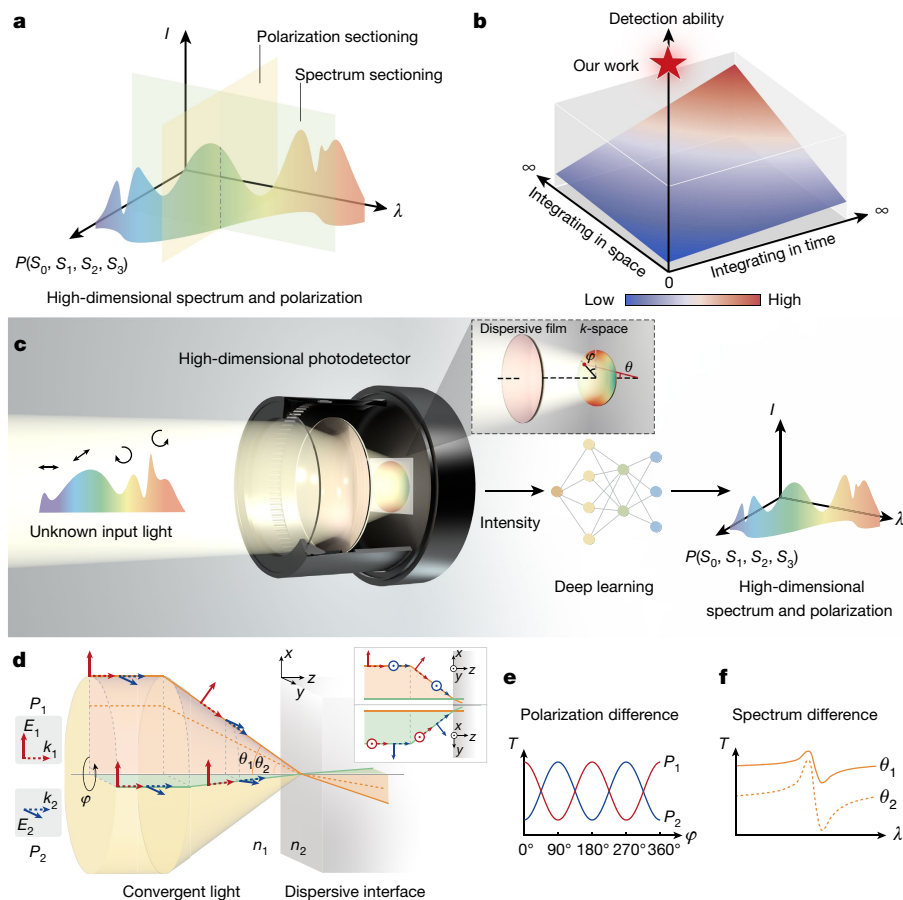 a
I
Polarization sectioning
Spectrum sectioning
λ
P(S0, S1, S2, S3)
High-dimensional spectrum and polarization
b
Detection ability
Our work
∞
∞
Integrating in space
Integrating in time
0
Low
High
c
High-dimensional photodetector
Dispersive film
k-space
φ
θ
Unknown input light
Intensity
Deep learning
I
λ
P(S0, S1, S2, S3)
High-dimensional
spectrum and polarization
d
P1
E1
k1
k2
E2
P2
φ
θ1
θ2
x
z
y
x
y
z
x
z
y
n1
n2
Convergent light
Dispersive interface
e
Polarization difference
T
P1
P2
φ
0° 90° 180° 270° 360°
f
Spectrum difference
T
θ1
θ2
λ